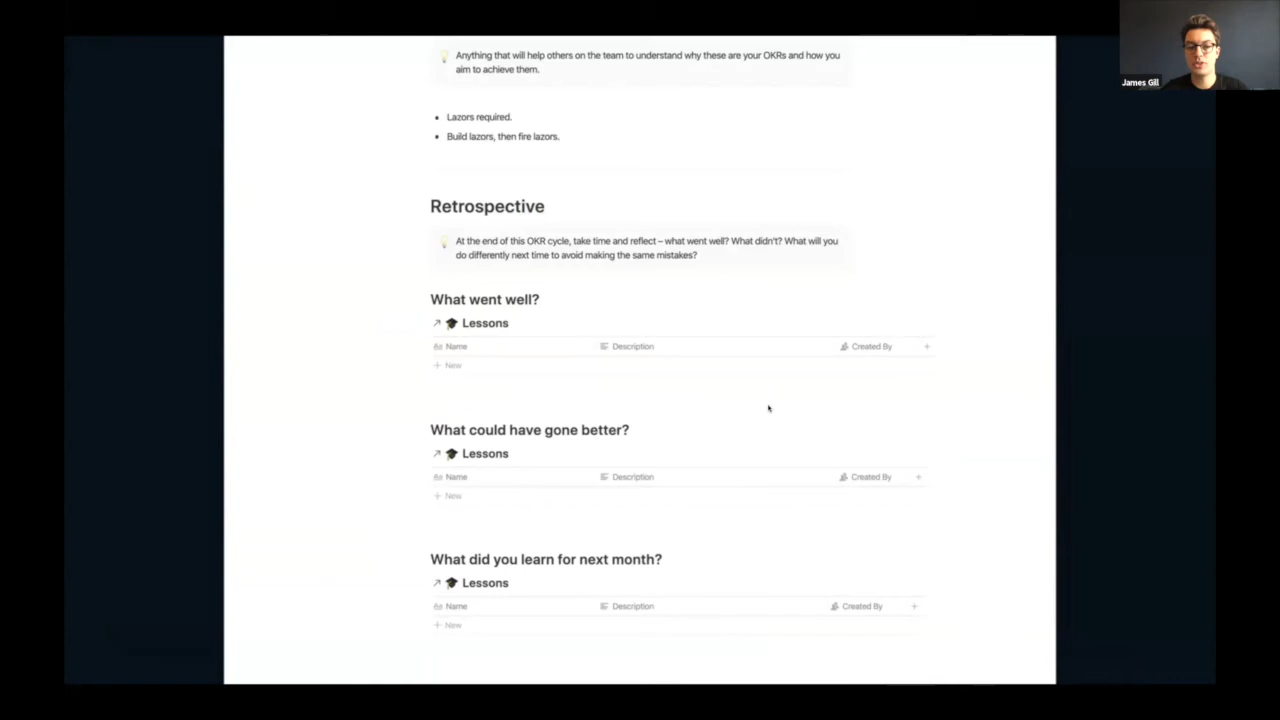 Anything that will help others on the team to understand why these are your OKRs and how you
aim to achieve them.
James Gill
• Lazors required.
• Build lazors, then fire lazors.
Retrospective
At the end of this OKR cycle, take time and reflect – what went well? What didn't? What will you
do differently next time to avoid making the same mistakes?
What went well?
Lessons
Aa Name Description Created By +
+ New
What could have gone better?
Lessons
Aa Name Description Created By +
+ New
What did you learn for next month?
Lessons
Aa Name Description Created By +
+ New